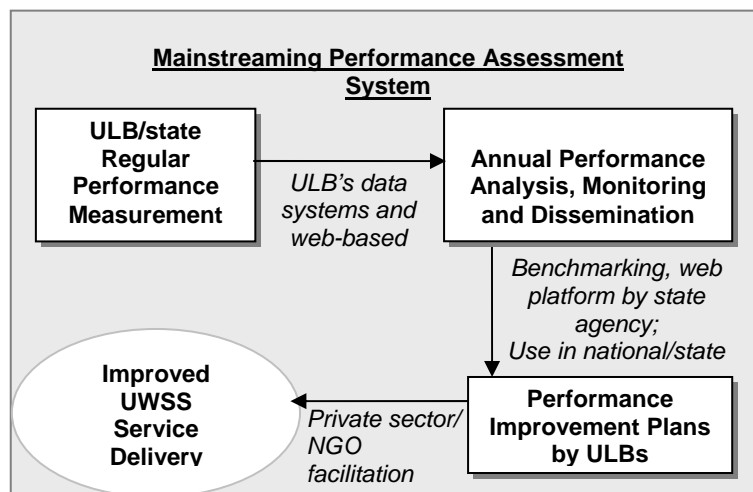 Mainstreaming Performance Assessment
System
ULB/state
Regular
Performance
Measurement
ULB's data
systems and
web-based
Annual Performance
Analysis, Monitoring
and Dissemination
Benchmarking, web
platform by state
agency;
Use in national/state
Performance
Improvement Plans
by ULBs
Private sector/
NGO
facilitation
Improved
UWSS
Service
Delivery